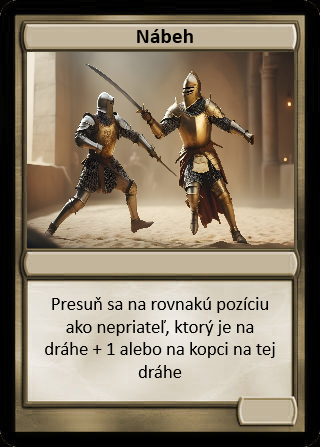 Nábeh
Presuň sa na rovnakú pozíciu
ako nepriateľ, ktorý je na
dráhe + 1 alebo na kopci na tej
dráhe